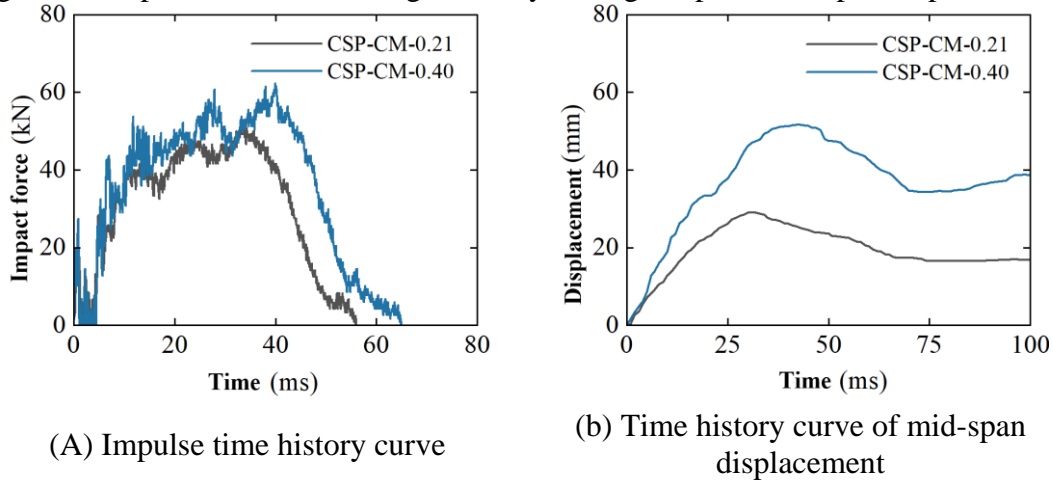 80
60
40
20
0
Impact force (kN)
CSP-CM-0.21
CSP-CM-0.40
0 20 40 60 80
Time (ms)
(A) Impulse time history curve
80
60
40
20
0
Displacement (mm)
CSP-CM-0.21
CSP-CM-0.40
0 25 50 75 100
Time (ms)
(b) Time history curve of mid-span
displacement